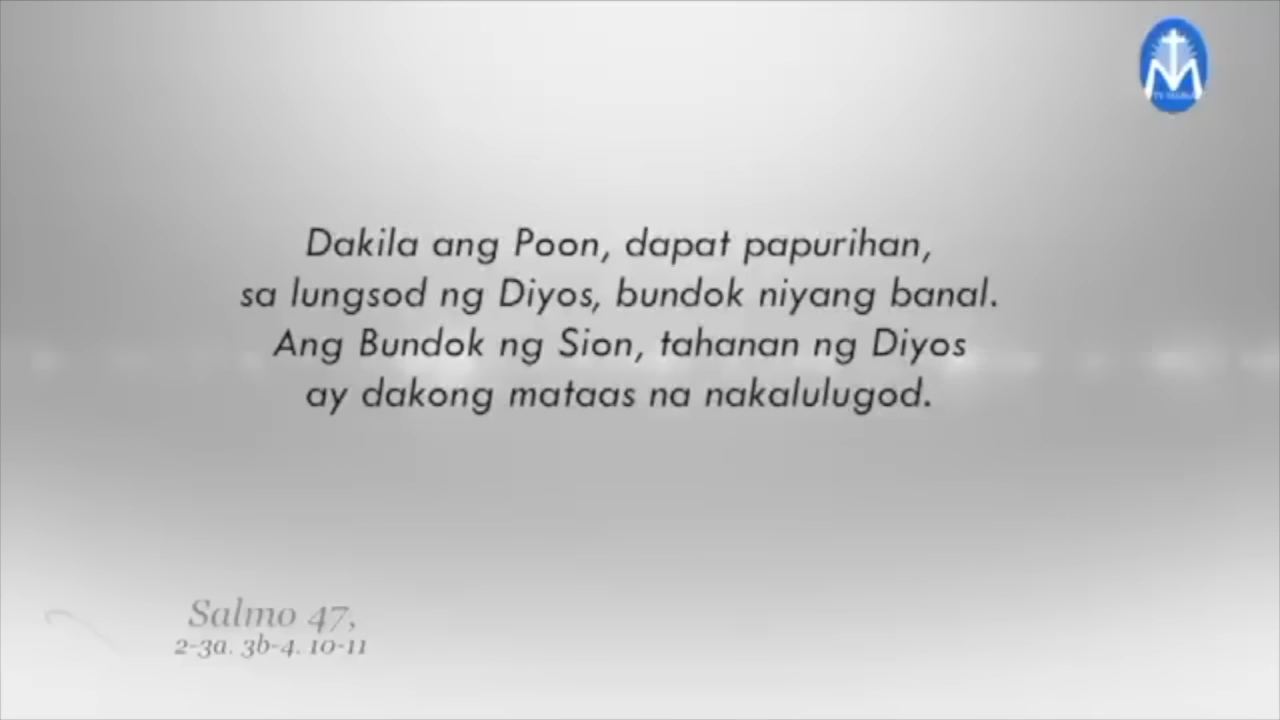 Dakila ang Poon, dapat papurihan,
sa lungsod ng Diyos, bundok niyang banal.
Ang Bundok ng Sion, tahanan ng Diyos
ay dakong mataas na nakalulugod.
Salmo 47,
2-3a. 3b-4. 10-11